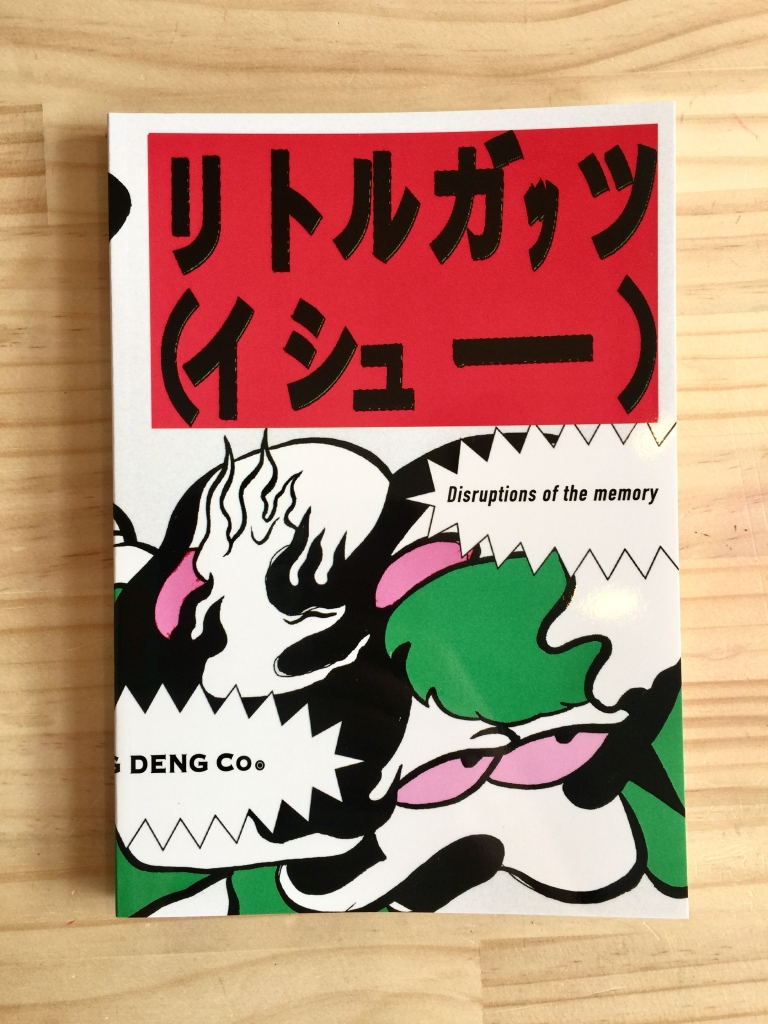 リトルガッツ
(イシュー)
Disruptions of the memory
G DENG Co.